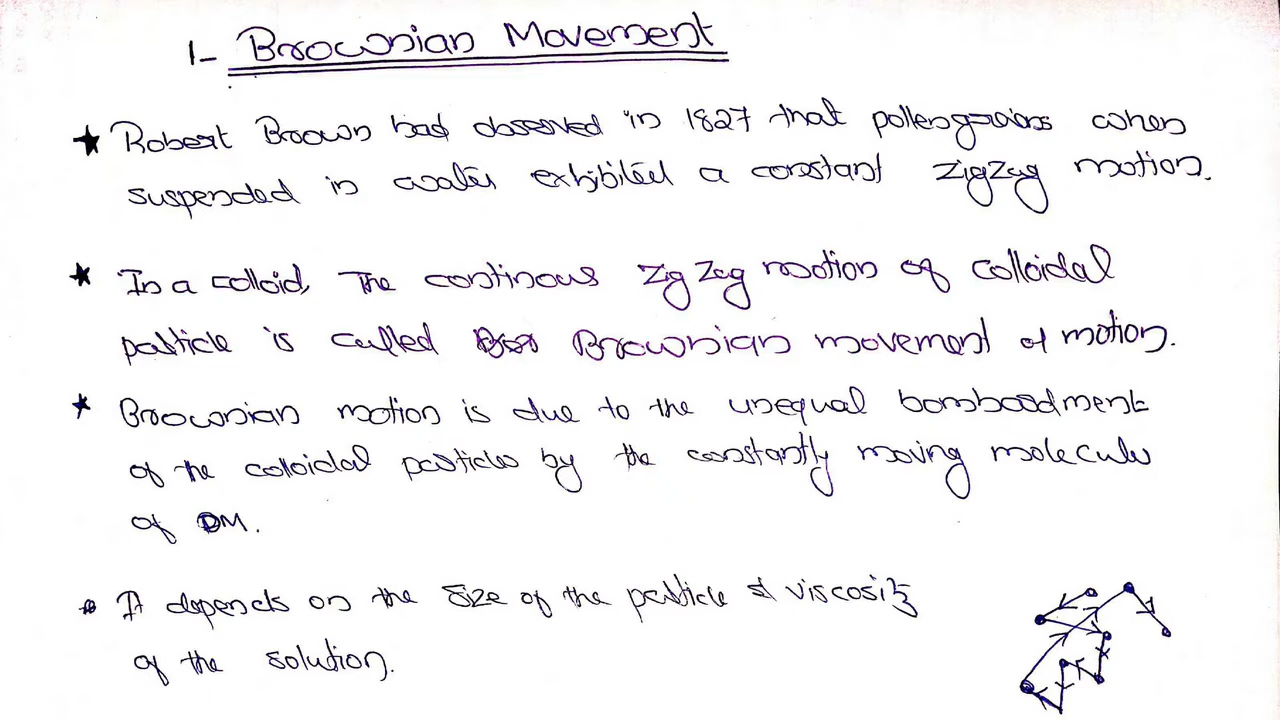 1- Brownian Movement
★ Robert Brown had observed in 1827 that pollengrains when
suspended in water exhibited a constant ZigZag motion.
★ In a colloid, The continous Zig Zag motion of colloidal
particle is called Brownian movement or motion.
★ Brownian motion is due to the unequal bombardment
of the colloidal particles by the constantly moving molecules
of DM.
★ It depends on the size of the particle & viscosity
of the solution.